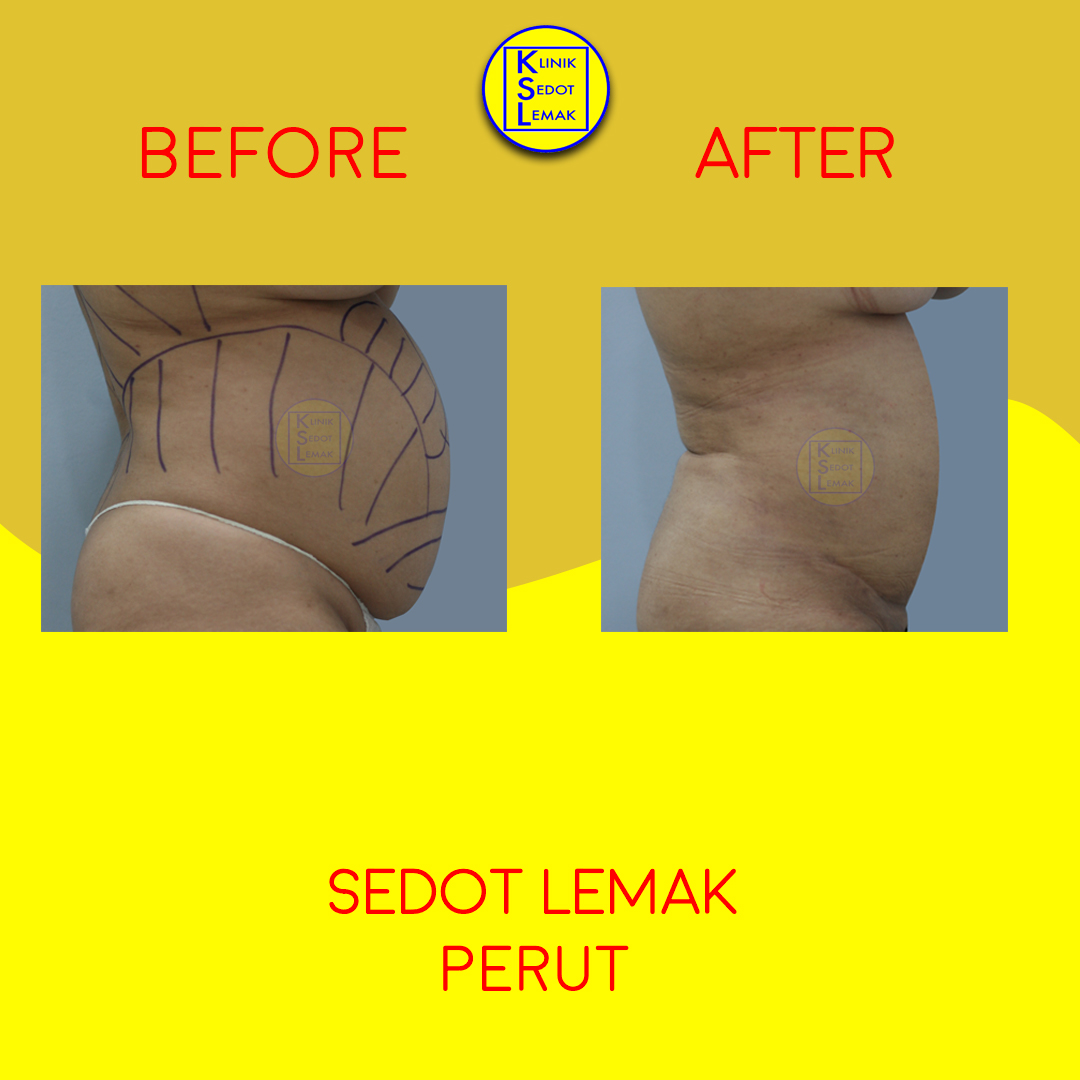 KLINIK
SEDOT
LEMAK
BEFORE
AFTER
KLINIK
SEDOT
LEMAK
KLINIK
SEDOT
LEMAK
SEDOT LEMAK
PERUT